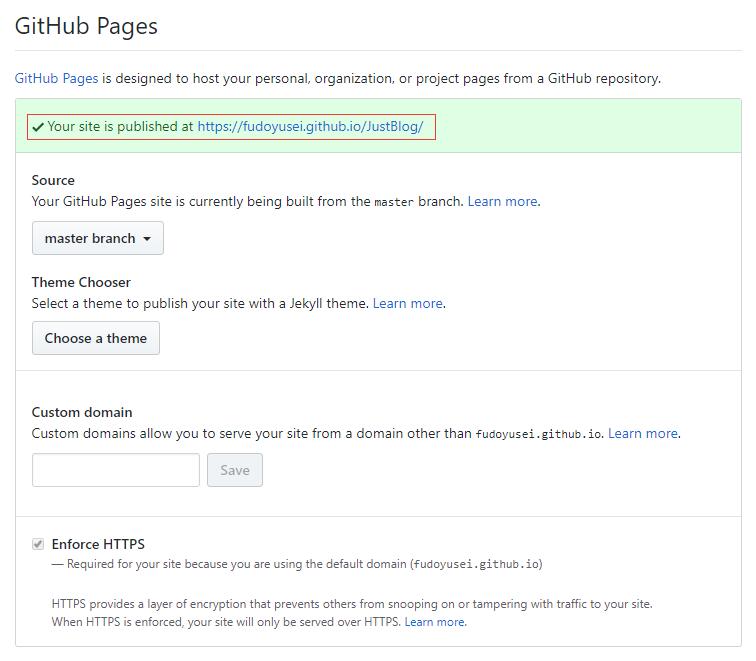 GitHub Pages
GitHub Pages is designed to host your personal, organization, or project pages from a GitHub repository.
Your site is published at https://fudoyusei.github.io/JustBlog/
Source
Your GitHub Pages site is currently being built from the master branch. Learn more.
master branch
Theme Chooser
Select a theme to publish your site with a Jekyll theme. Learn more.
Choose a theme
Custom domain
Custom domains allow you to serve your site from a domain other than fudoyusei.github.io. Learn more.
Save
Enforce HTTPS
— Required for your site because you are using the default domain (fudoyusei.github.io)
HTTPS provides a layer of encryption that prevents others from snooping on or tampering with traffic to your site.
When HTTPS is enforced, your site will only be served over HTTPS. Learn more.